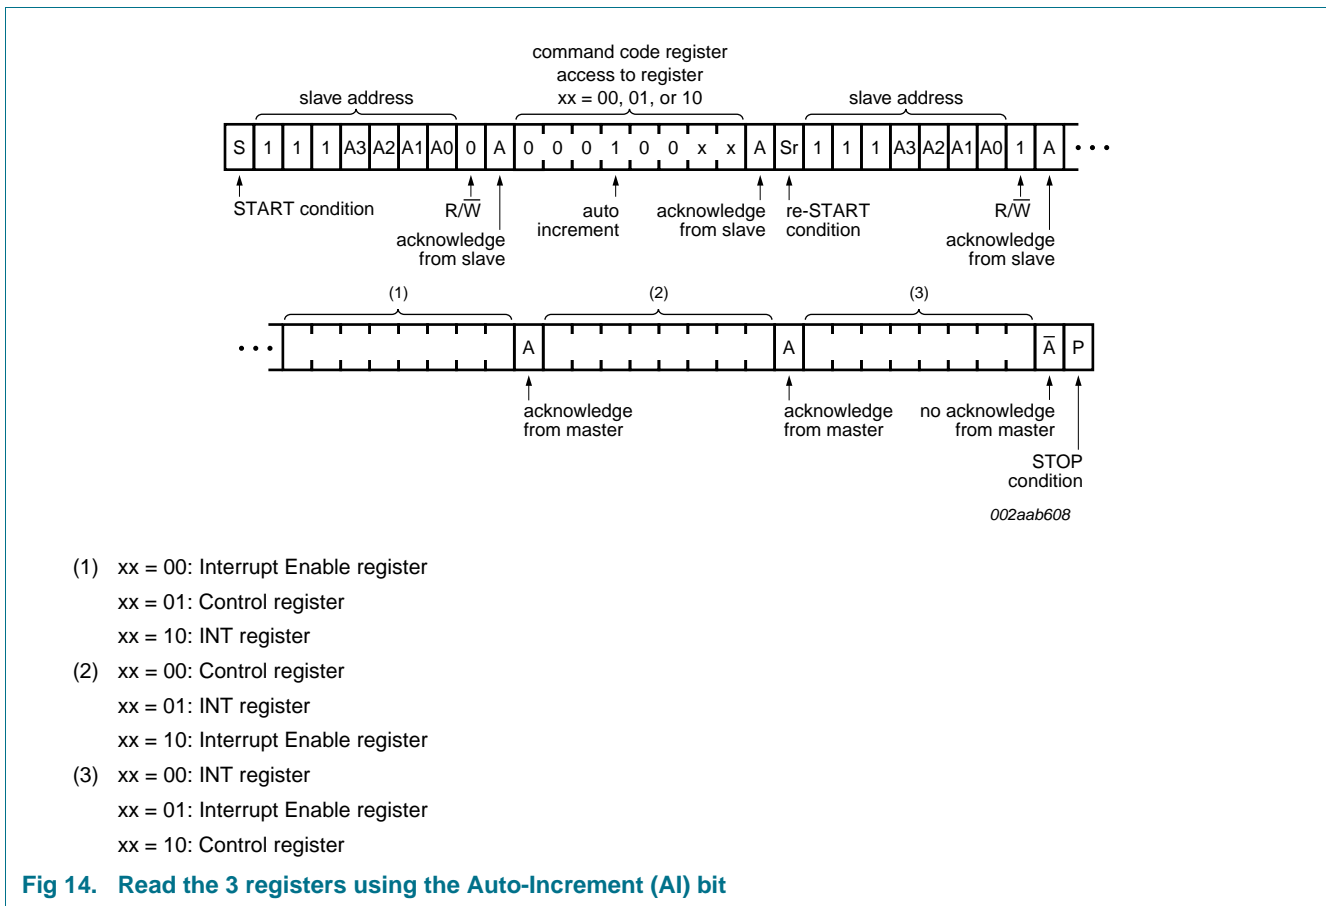 command code register
access to register
xx = 00, 01, or 10
slave address
slave address
S 1 1 1 A3 A2 A1 A0 0 A 0 0 0 1 0 0 x x A Sr 1 1 1 A3 A2 A1 A0 1 A
START condition
R/W̅
acknowledge
from slave
auto
increment
acknowledge
from slave
re-START
condition
R/W̅
acknowledge
from slave
(1)
(2)
(3)
A A A̅ P
acknowledge
from master
acknowledge
from master
no acknowledge
from master
STOP
condition
002aab608
(1) xx = 00: Interrupt Enable register
xx = 01: Control register
xx = 10: INT register
(2) xx = 00: Control register
xx = 01: INT register
xx = 10: Interrupt Enable register
(3) xx = 00: INT register
xx = 01: Interrupt Enable register
xx = 10: Control register
Fig 14. Read the 3 registers using the Auto-Increment (AI) bit